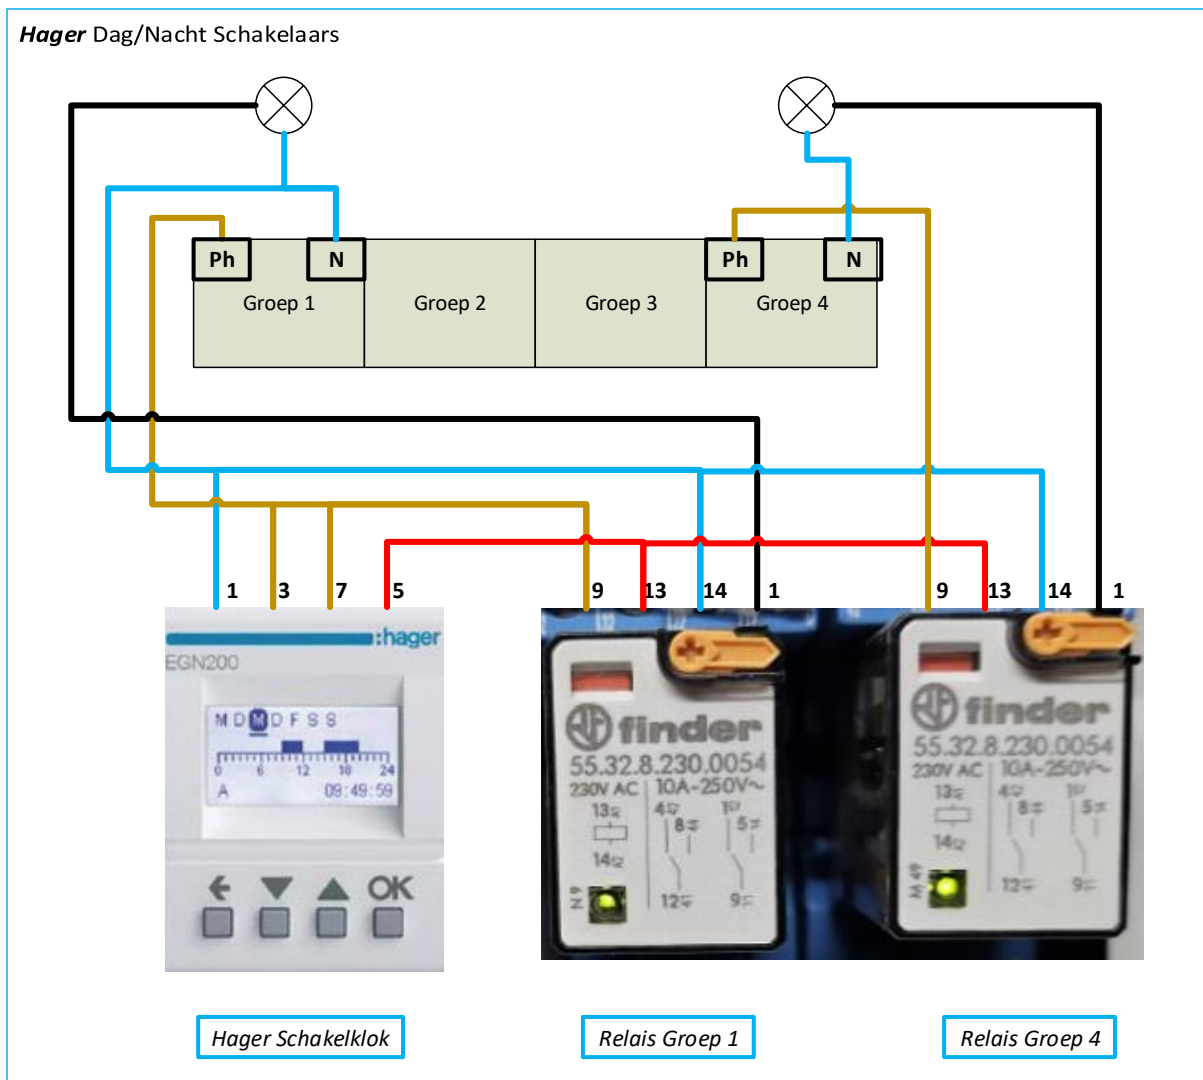 Hager Dag/Nacht Schakelaars
Ph
N
Ph
N
Groep 1
Groep 2
Groep 3
Groep 4
1
3
7
5
9
13
14
1
9
13
14
1
:hager
EGN200
M D M D F S S
0 6 12 18 24
A 09:49:59
OK
finder
55.32.8.230.0054
230V AC 10A-250V~
13
4
1
8
5
14
12
9
N 9
finder
55.32.8.230.0054
230V AC 10A-250V~
13
4
1
8
5
14
12
9
M 49
Hager Schakelklok
Relais Groep 1
Relais Groep 4